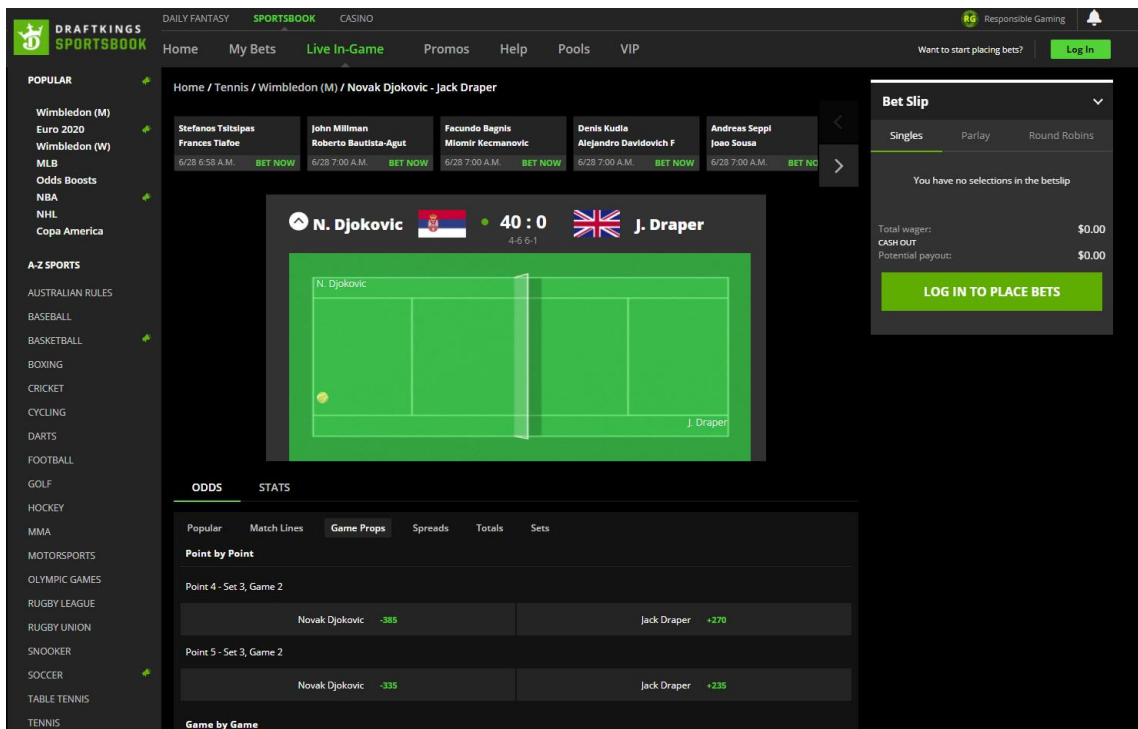 DRAFTKINGS
SPORTSBOOK
DAILY FANTASY SPORTSBOOK CASINO
RG Responsible Gaming
Home My Bets Live In-Game Promos Help Pools VIP
Want to start placing bets? Log In
POPULAR
Wimbledon (M)
Euro 2020
Wimbledon (W)
MLB
Odds Boosts
NBA
NHL
Copa America
A-Z SPORTS
AUSTRALIAN RULES
BASEBALL
BASKETBALL
BOXING
CRICKET
CYCLING
DARTS
FOOTBALL
GOLF
HOCKEY
MMA
MOTORSPORTS
OLYMPIC GAMES
RUGBY LEAGUE
RUGBY UNION
SNOOKER
SOCCER
TABLE TENNIS
TENNIS
Home / Tennis / Wimbledon (M) / Novak Djokovic - Jack Draper
Stefanos Tsitsipas
Frances Tiafoe
6/28 6:58 A.M. BET NOW
John Millman
Roberto Bautista-Agut
6/28 7:00 A.M. BET NOW
Facundo Bagnis
Miomir Kecmanovic
6/28 7:00 A.M. BET NOW
Denis Kudla
Alejandro Davidovich F
6/28 7:00 A.M. BET NOW
Andreas Seppi
Joao Sousa
6/28 7:00 A.M. BET NO
N. Djokovic 40 : 0 J. Draper
4-6 6-1
N. Djokovic
J. Draper
ODDS STATS
Popular Match Lines Game Props Spreads Totals Sets
Point by Point
Point 4 - Set 3, Game 2
Novak Djokovic -385 Jack Draper +270
Point 5 - Set 3, Game 2
Novak Djokovic -335 Jack Draper +235
Game by Game
Bet Slip
Singles Parlay Round Robins
You have no selections in the betslip
Total wager: $0.00
CASH OUT
Potential payout: $0.00
LOG IN TO PLACE BETS